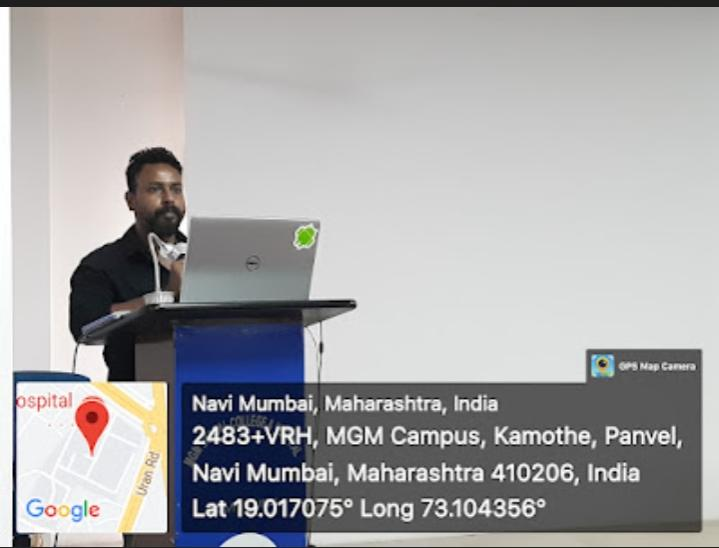 DELL
GPS Map Camera
ospital
Uran Rd
Google
Navi Mumbai, Maharashtra, India
2483+VRH, MGM Campus, Kamothe, Panvel,
Navi Mumbai, Maharashtra 410206, India
Lat 19.017075° Long 73.104356°